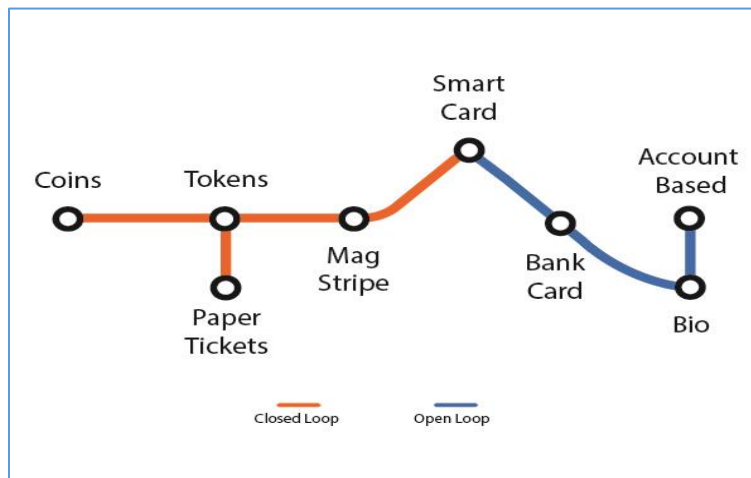 Smart
Card
Coins
Tokens
Account
Based
Mag
Stripe
Bank
Card
Paper
Tickets
Bio
Closed Loop
Open Loop